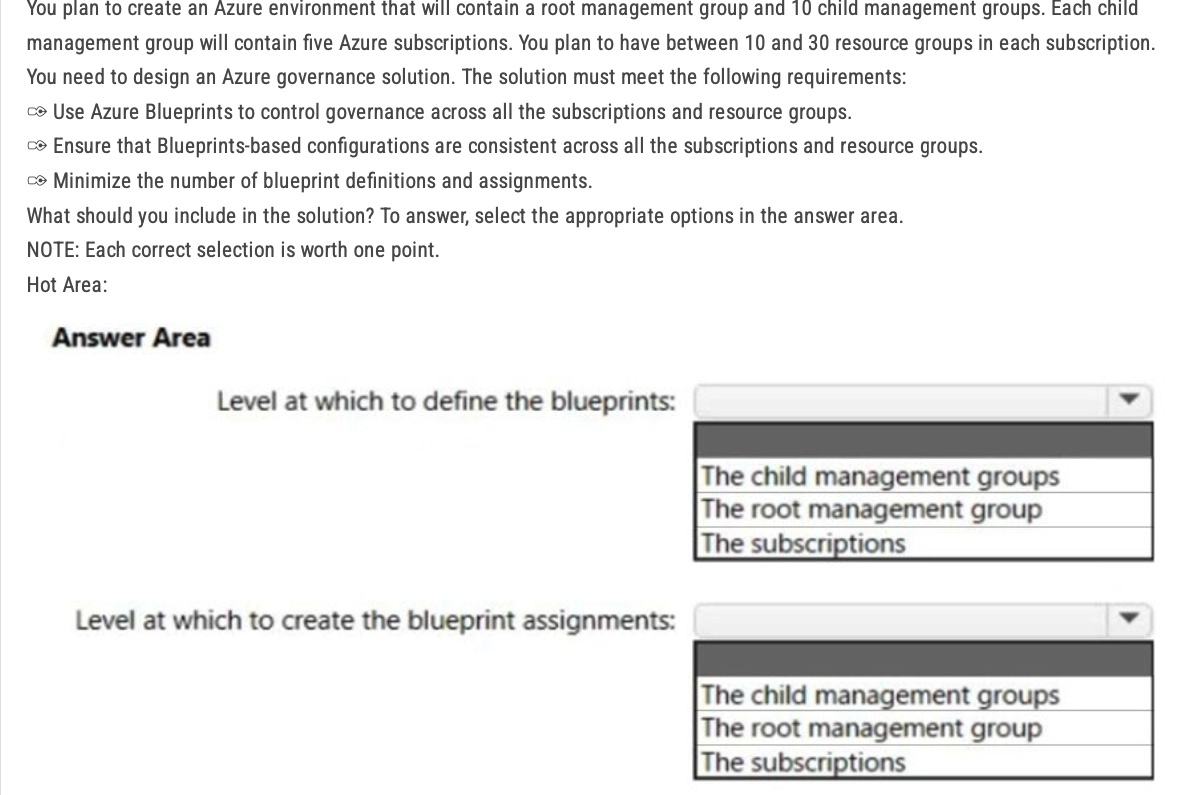 You plan to create an Azure environment that will contain a root management group and 10 child management groups. Each child
management group will contain five Azure subscriptions. You plan to have between 10 and 30 resource groups in each subscription.
You need to design an Azure governance solution. The solution must meet the following requirements:
Use Azure Blueprints to control governance across all the subscriptions and resource groups.
Ensure that Blueprints-based configurations are consistent across all the subscriptions and resource groups.
Minimize the number of blueprint definitions and assignments.
What should you include in the solution? To answer, select the appropriate options in the answer area.
NOTE: Each correct selection is worth one point.
Hot Area:
Answer Area
Level at which to define the blueprints:
The child management groups
The root management group
The subscriptions
Level at which to create the blueprint assignments:
The child management groups
The root management group
The subscriptions